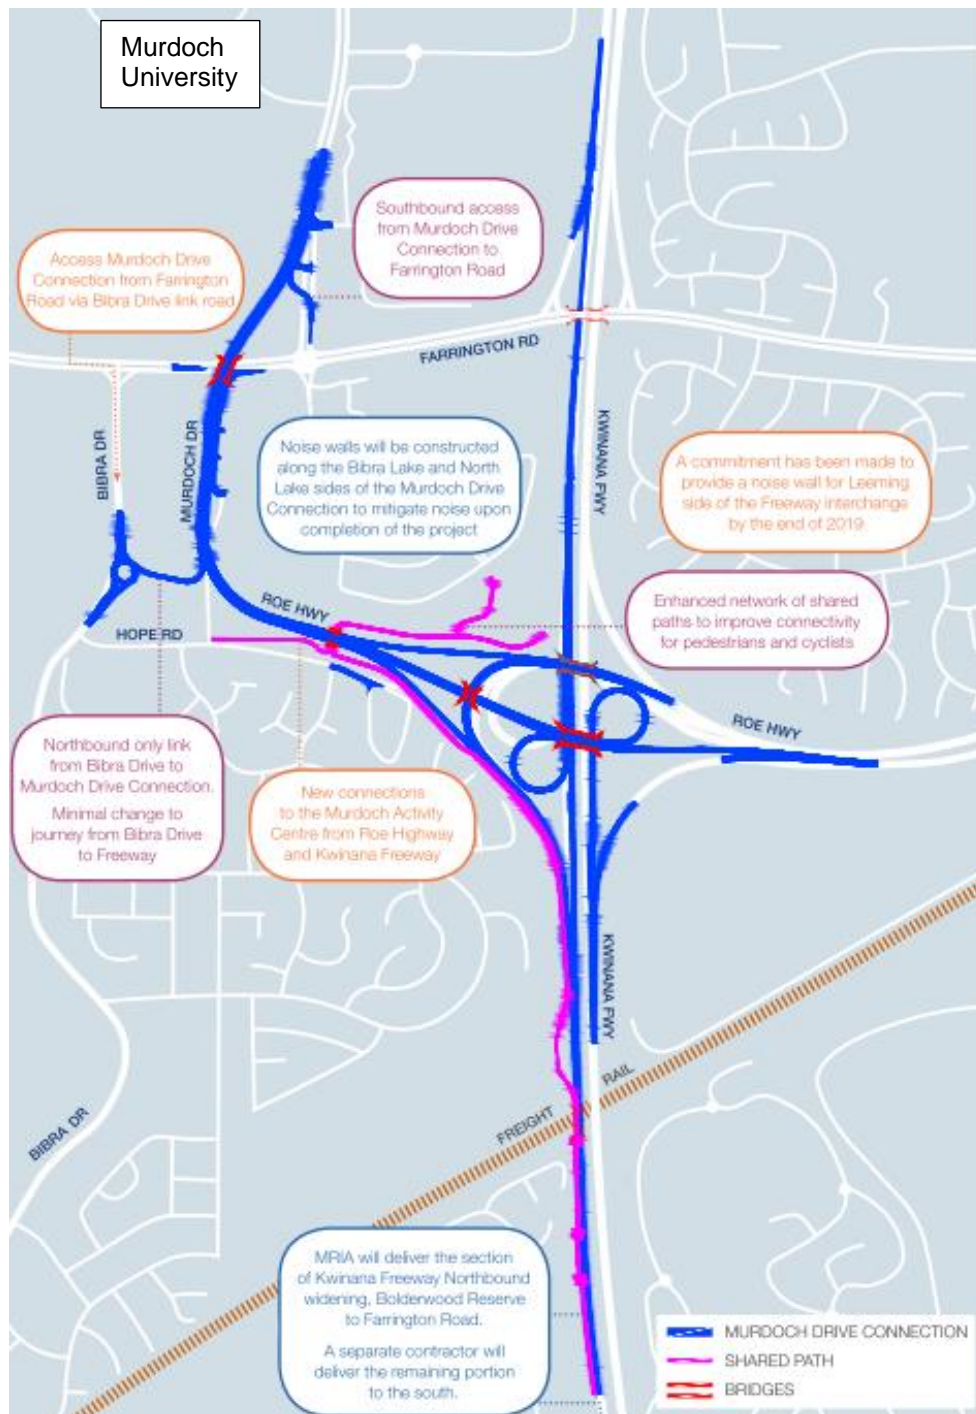 Murdoch
University
Southbound access
from Murdoch Drive
Connection to
Farrington Road
Access Murdoch Drive
Connection from Farrington
Road via Bibra Drive link road
FARRINGTON RD
BIBRA DR
MURDOCH DR
KWINANA FWY
Noise walls will be constructed
along the Bibra Lake and North
Lake sides of the Murdoch Drive
Connection to mitigate noise upon
completion of the project
A commitment has been made to
provide a noise wall for Leeming
side of the Freeway interchange
by the end of 2019
ROE HWY
HOPE RD
Enhanced network of shared
paths to improve connectivity
for pedestrians and cyclists
ROE HWY
Northbound only link
from Bibra Drive to
Murdoch Drive Connection.
Minimal change to
journey from Bibra Drive
to Freeway
New connections
to the Murdoch Activity
Centre from Roe Highway
and Kwinana Freeway
KWINANA FWY
FREIGHT RAIL
BIBRA DR
MRIA will deliver the section
of Kwinana Freeway Northbound
widening, Bolderwood Reserve
to Farrington Road.
A separate contractor will
deliver the remaining portion
to the south.
MURDOCH DRIVE CONNECTION
SHARED PATH
BRIDGES